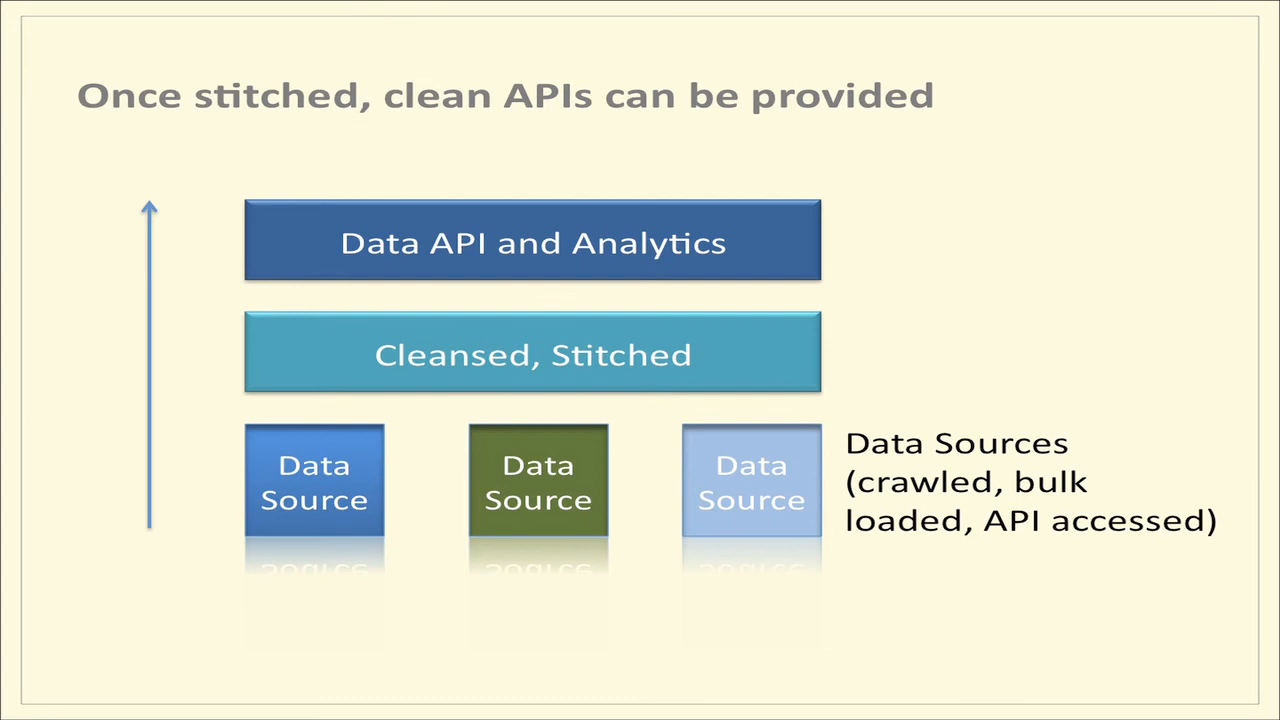 Once stitched, clean APIs can be provided
Data API and Analytics
Cleansed, Stitched
Data
Source
Data
Source
Data
Source
Data Sources
(crawled, bulk
loaded, API accessed)